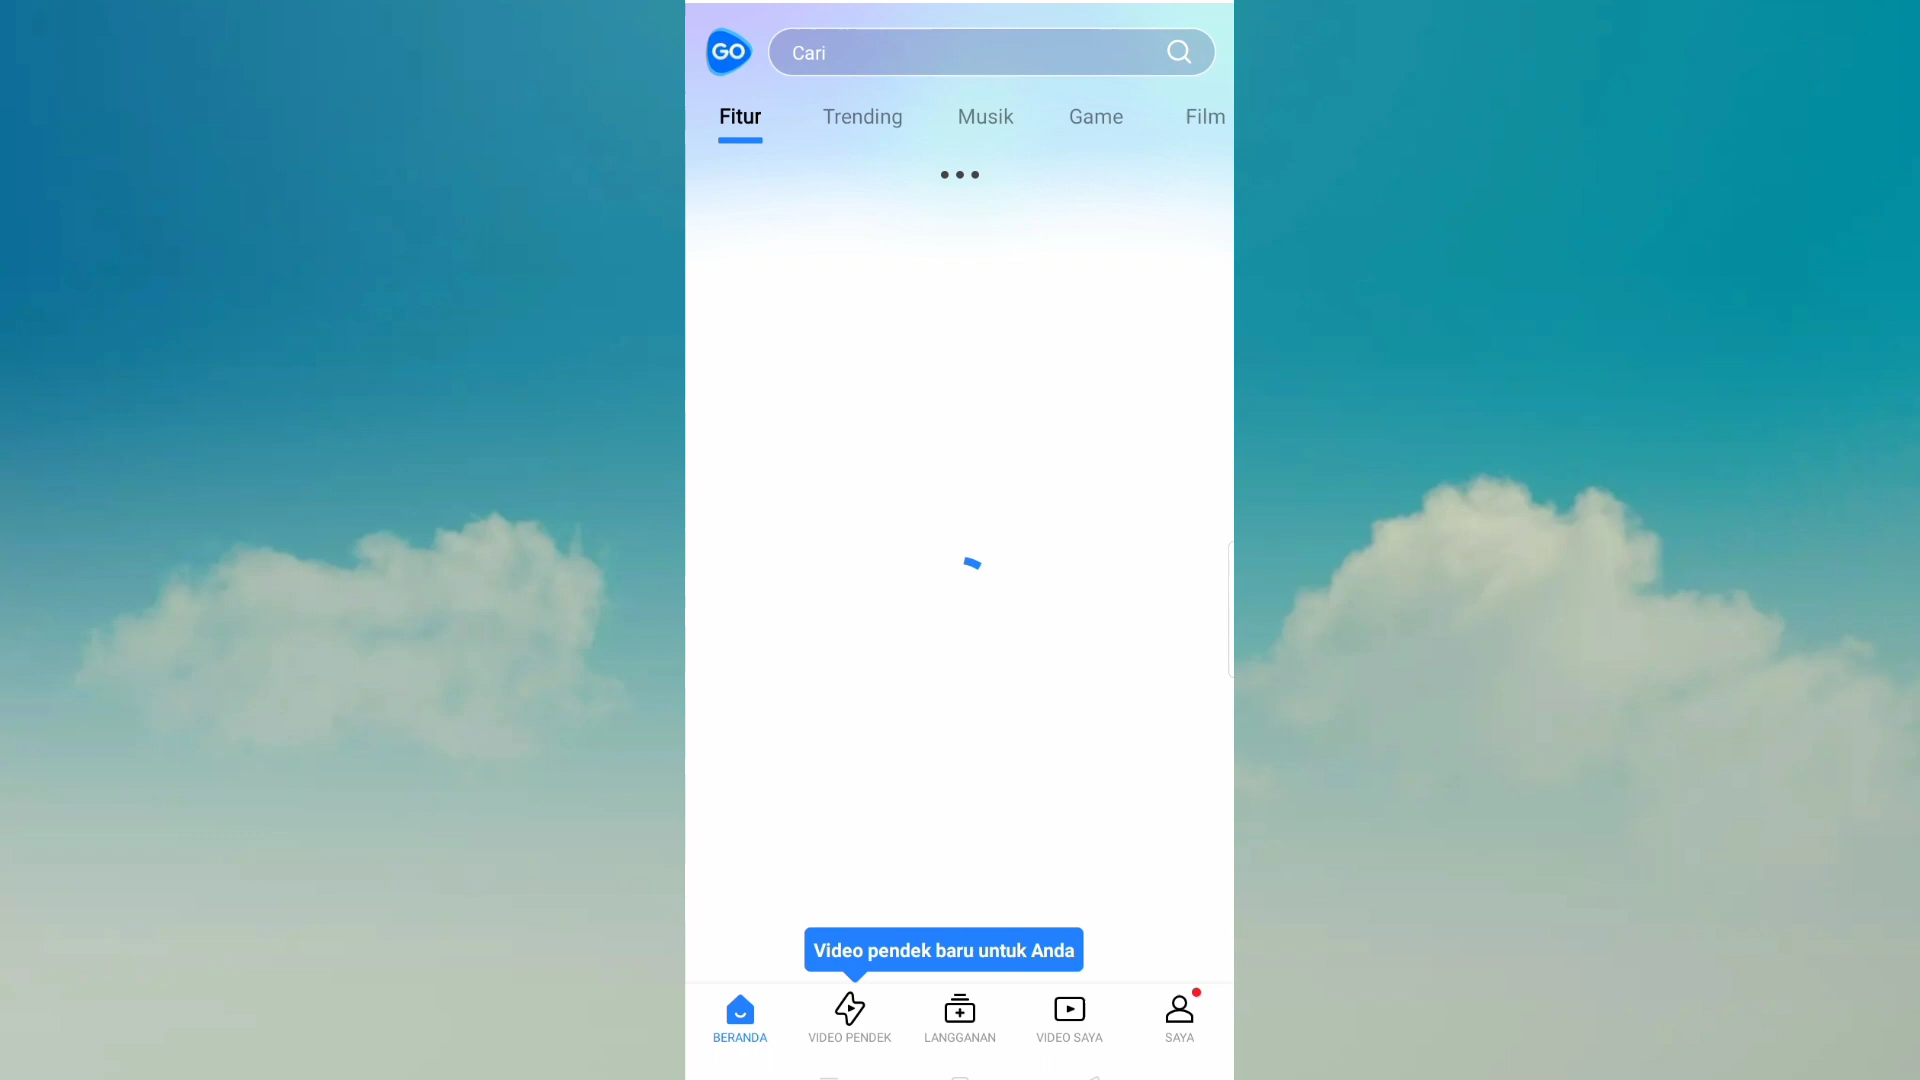 GO
Cari
Fitur Trending Musik Game Film
Video pendek baru untuk Anda
BERANDA VIDEO PENDEK LANGGANAN VIDEO SAYA SAYA